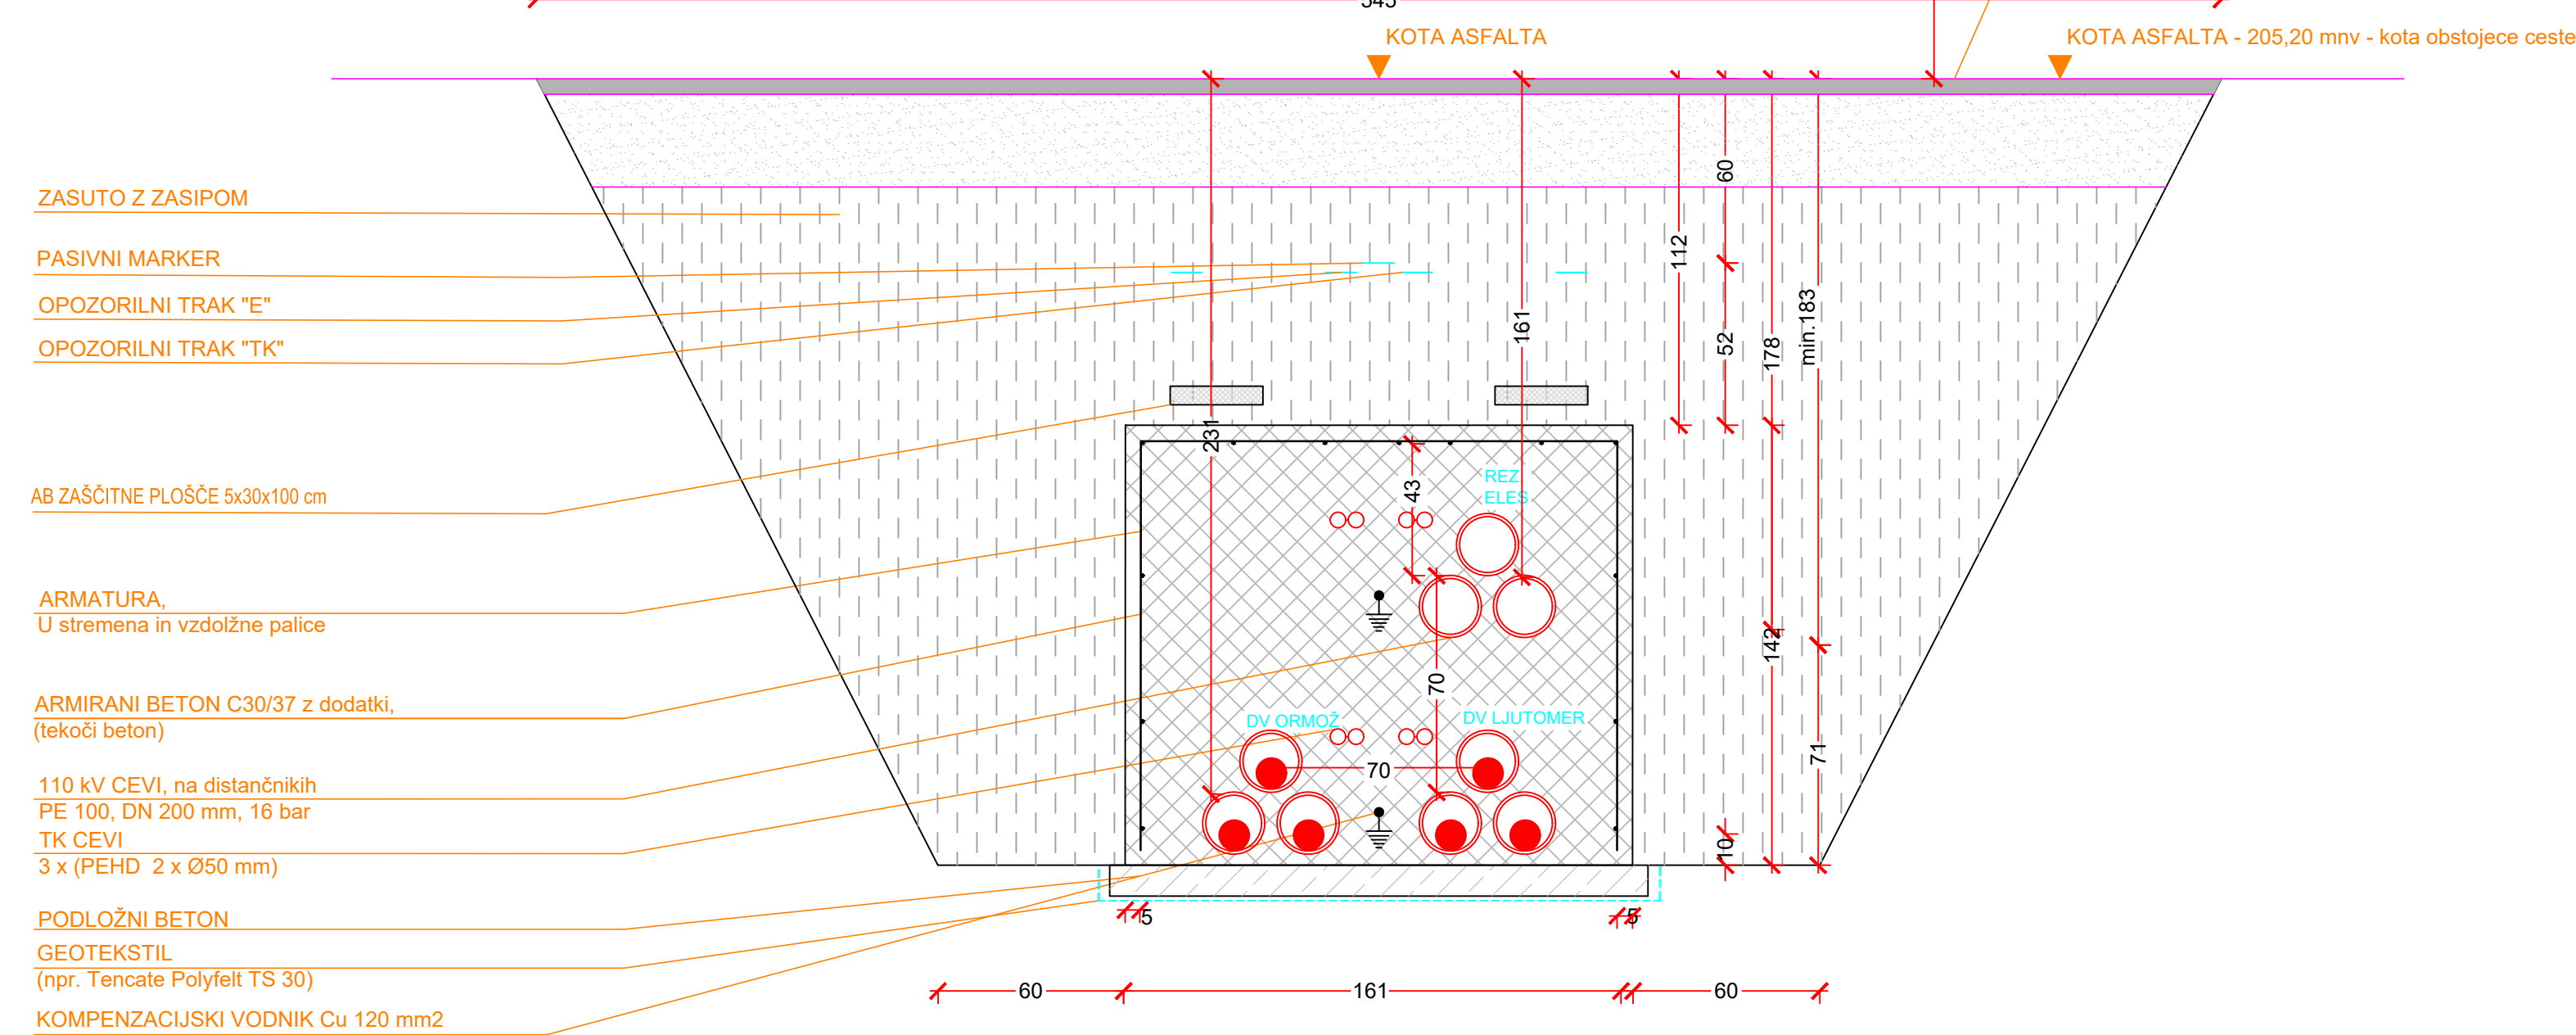 545
KOTA ASFALTA
KOTA ASFALTA - 205,20 mnv - kota obstojece ceste
ZASUTO Z ZASIPOM
PASIVNI MARKER
OPOZORILNI TRAK "E"
OPOZORILNI TRAK "TK"
AB ZAŠČITNE PLOŠČE 5x30x100 cm
ARMATURA,
U stremena in vzdolžne palice
ARMIRANI BETON C30/37 z dodatki,
(tekoči beton)
110 kV CEVI, na distančnikih
PE 100, DN 200 mm, 16 bar
TK CEVI
3 x (PEHD  2 x Ø50 mm)
PODLOŽNI BETON
GEOTEKSTIL
(npr. Tencate Polyfelt TS 30)
KOMPENZACIJSKI VODNIK Cu 120 mm2
231
161
112
60
52
178
min.183
142
71
10
43
REZ.
ELES
70
DV ORMOŽ
DV LJUTOMER
70
5
5
60
161
60